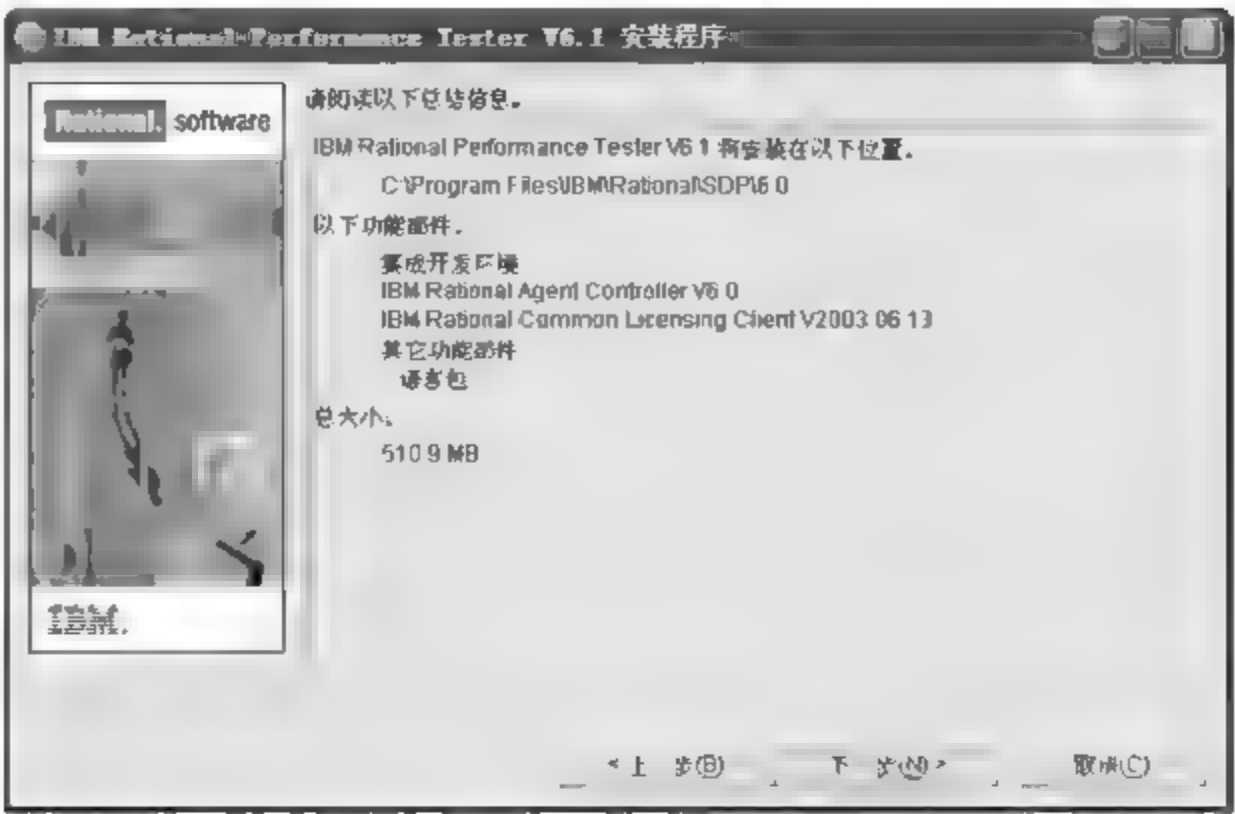 IBM Rational Performance Tester V6.1 安装程序
Rational. software
请阅读以下总结信息。
IBM Rational Performance Tester V6 1 将安装在以下位置。
C:\Program Files\IBM\Rational\SDP\6 0
以下功能部件。
集成开发环境
IBM Rational Agent Controller V6 0
IBM Rational Common Licensing Client V2003 06 13
其它功能部件
语言包
总大小:
510 9 MB
IBM.
< 上一步(B)
下一步(N) >
取消(C)